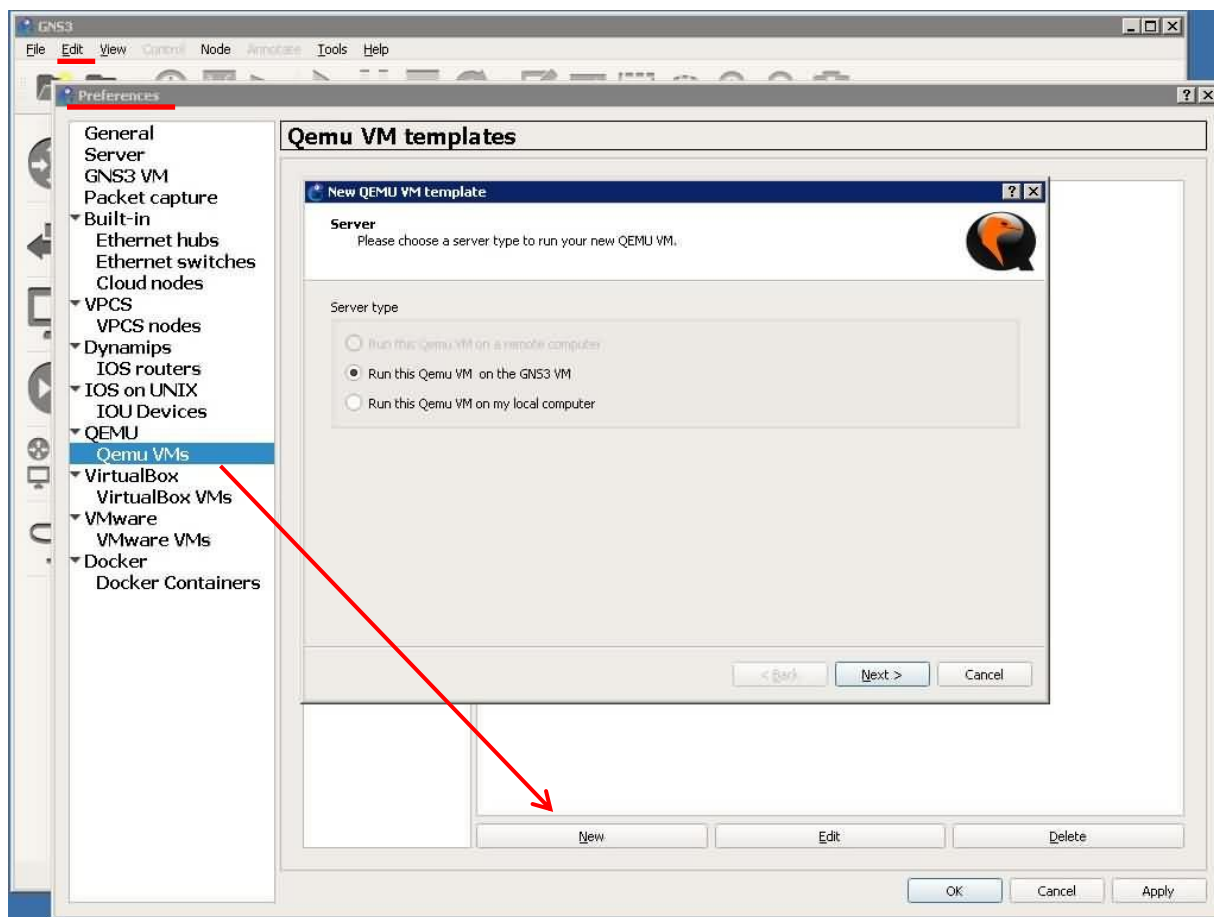 GNS3
File Edit View Control Node Annotate Tools Help
Preferences
General
Server
GNS3 VM
Packet capture
Built-in
Ethernet hubs
Ethernet switches
Cloud nodes
VPCS
VPCS nodes
Dynamips
IOS routers
IOS on UNIX
IOU Devices
QEMU
Qemu VMs
VirtualBox
VirtualBox VMs
VMware
VMware VMs
Docker
Docker Containers
Qemu VM templates
New QEMU VM template
Server
Please choose a server type to run your new QEMU VM.
Server type
Run this Qemu VM on a remote computer
Run this Qemu VM on the GNS3 VM
Run this Qemu VM on my local computer
< Back Next > Cancel
New Edit Delete
OK Cancel Apply